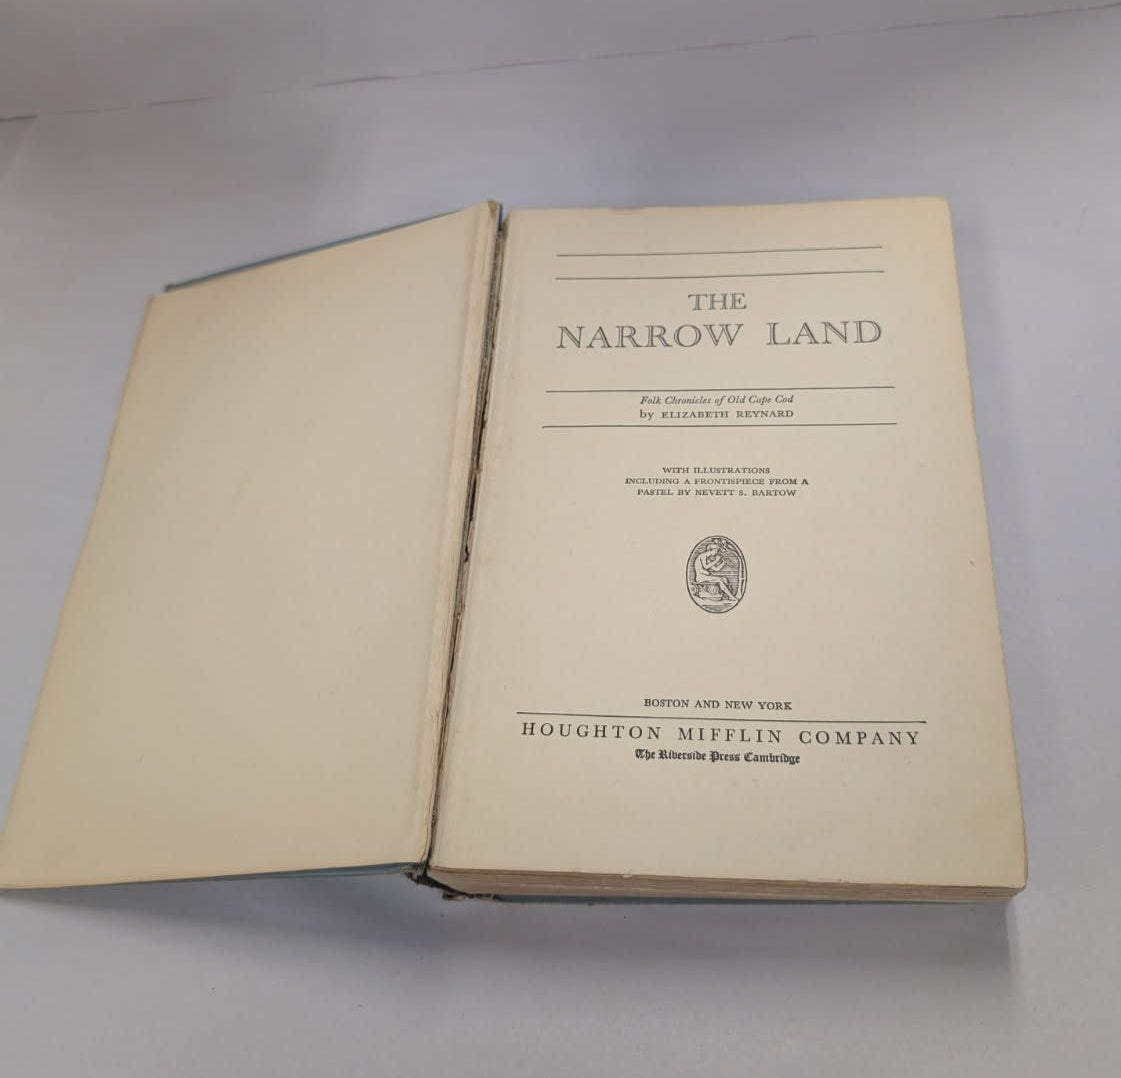 THE
NARROW LAND
Folk Chronicles of Old Cape Cod
by ELIZABETH REYNARD
WITH ILLUSTRATIONS
INCLUDING A FRONTISPIECE FROM A
PASTEL BY NEVETT S. BARTOW
BOSTON AND NEW YORK
HOUGHTON MIFFLIN COMPANY
The Riverside Press Cambridge